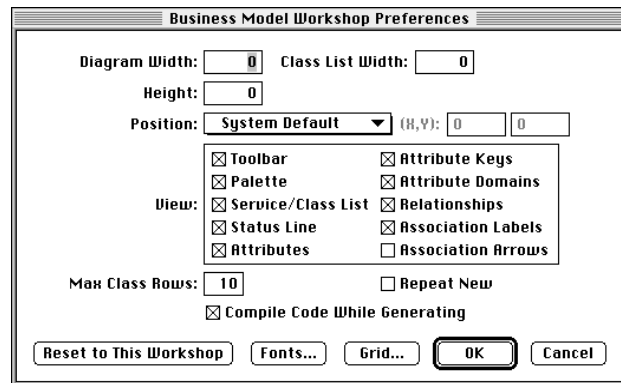 Business Model Workshop Preferences
Diagram Width: 0 Class List Width: 0
Height: 0
Position: System Default (X,Y): 0 0
Toolbar Attribute Keys
Palette Attribute Domains
View: Service/Class List Relationships
Status Line Association Labels
Attributes Association Arrows
Max Class Rows: 10 Repeat New
Compile Code While Generating
Reset to This Workshop Fonts... Grid... OK Cancel